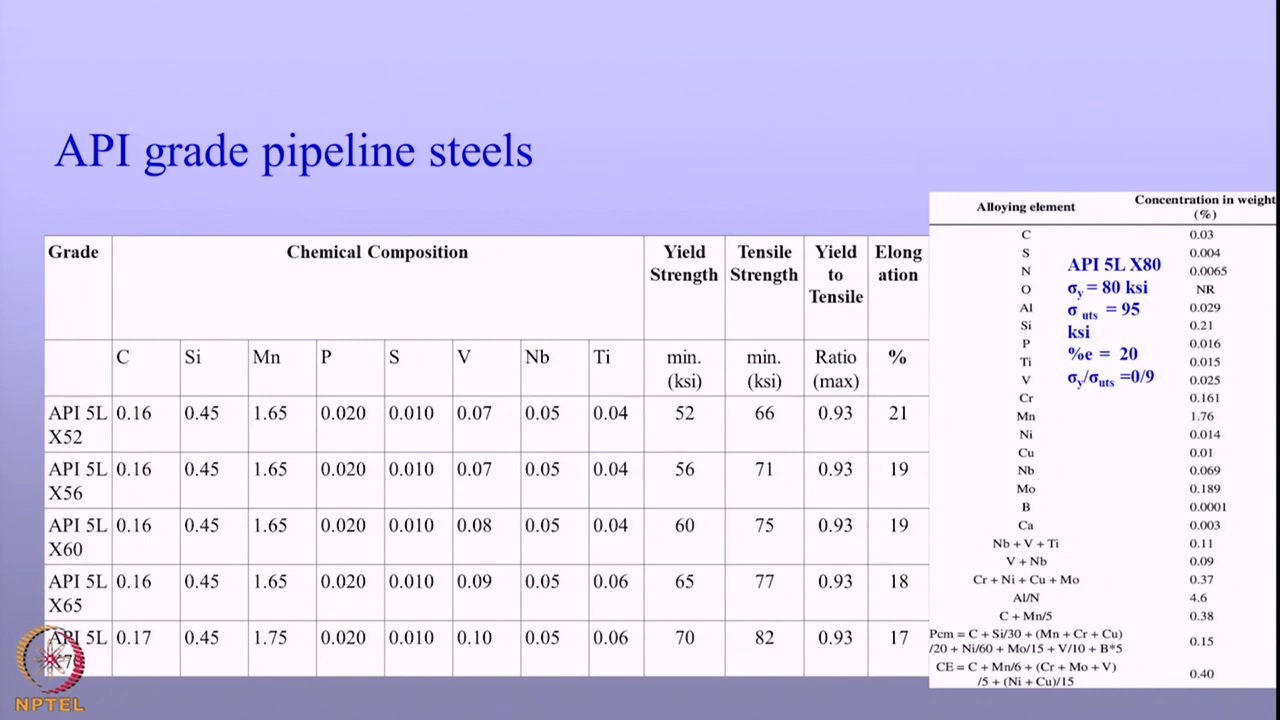 API grade pipeline steels
Grade Chemical Composition Yield Strength Tensile Strength Yield to Tensile Elong ation
C Si Mn P S V Nb Ti min. (ksi) min. (ksi) Ratio (max) %
API 5L X52 0.16 0.45 1.65 0.020 0.010 0.07 0.05 0.04 52 66 0.93 21
API 5L X56 0.16 0.45 1.65 0.020 0.010 0.07 0.05 0.04 56 71 0.93 19
API 5L X60 0.16 0.45 1.65 0.020 0.010 0.08 0.05 0.04 60 75 0.93 19
API 5L X65 0.16 0.45 1.65 0.020 0.010 0.09 0.05 0.06 65 77 0.93 18
API 5L 0.17 0.45 1.75 0.020 0.010 0.10 0.05 0.06 70 82 0.93 17
Alloying element Concentration in weight (%)
C 0.03
S 0.004
N 0.0065
O NR
Al 0.029
Si 0.21
P 0.016
Ti 0.015
V 0.025
Cr 0.161
Mn 1.76
Ni 0.014
Cu 0.01
Nb 0.069
Mo 0.189
B 0.0001
Ca 0.003
Nb + V + Ti 0.11
V + Nb 0.09
Cr + Ni + Cu + Mo 0.37
Al/N 4.6
C + Mn/5 0.38
Pcm = C + Si/30 + (Mn + Cr + Cu)
/20 + Ni/60 + Mo/15 + V/10 + B*5 0.15
CE = C + Mn/6 + (Cr + Mo + V)
/5 + (Ni + Cu)/15 0.40
API 5L X80
σy = 80 ksi
σ uts = 95
ksi
%e = 20
σy/σuts =0/9
NPTEL